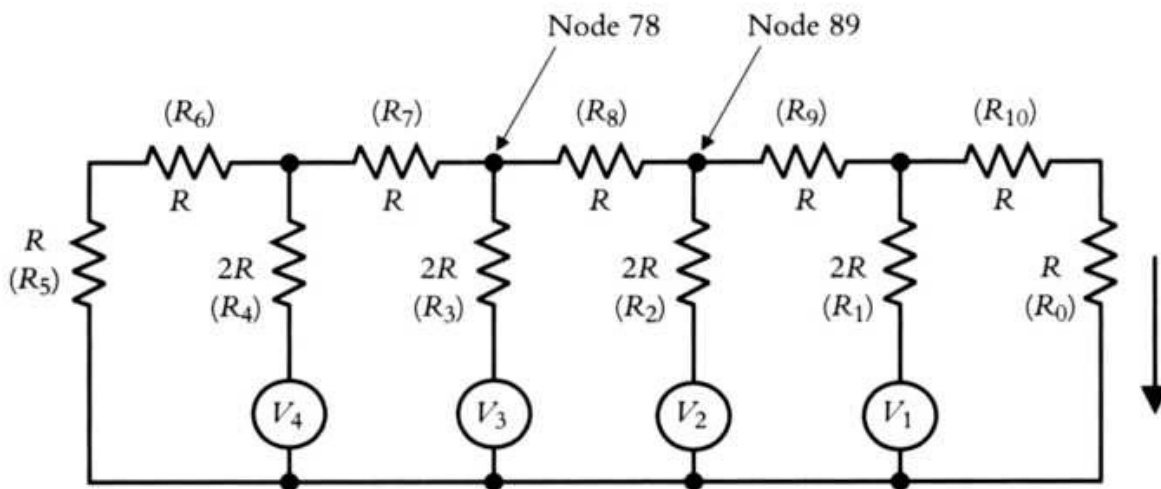 Node 78 Node 89
(R₆) (R₇) (R₈) (R₉) (R₁₀)
R R R R R
R 2R 2R 2R 2R R
(R₅) (R₄) (R₃) (R₂) (R₁) (R₀)
V₄ V₃ V₂ V₁